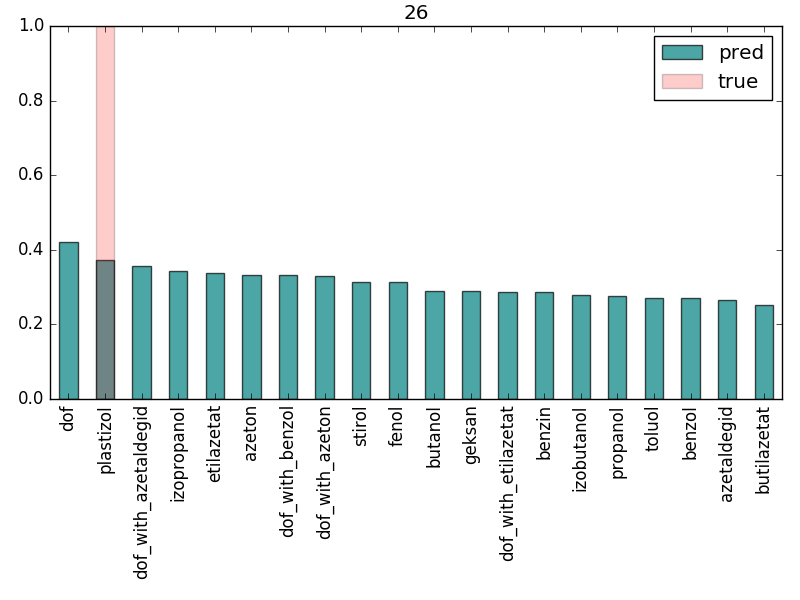 26
1.0
0.8
0.6
0.4
0.2
0.0
pred
true
dof
plastizol
dof_with_azetaldegid
izopropanol
etilazetat
azeton
dof_with_benzol
dof_with_azeton
stirol
fenol
butanol
geksan
dof_with_etilazetat
benzin
izobutanol
propanol
toluol
benzol
azetaldegid
butilazetat